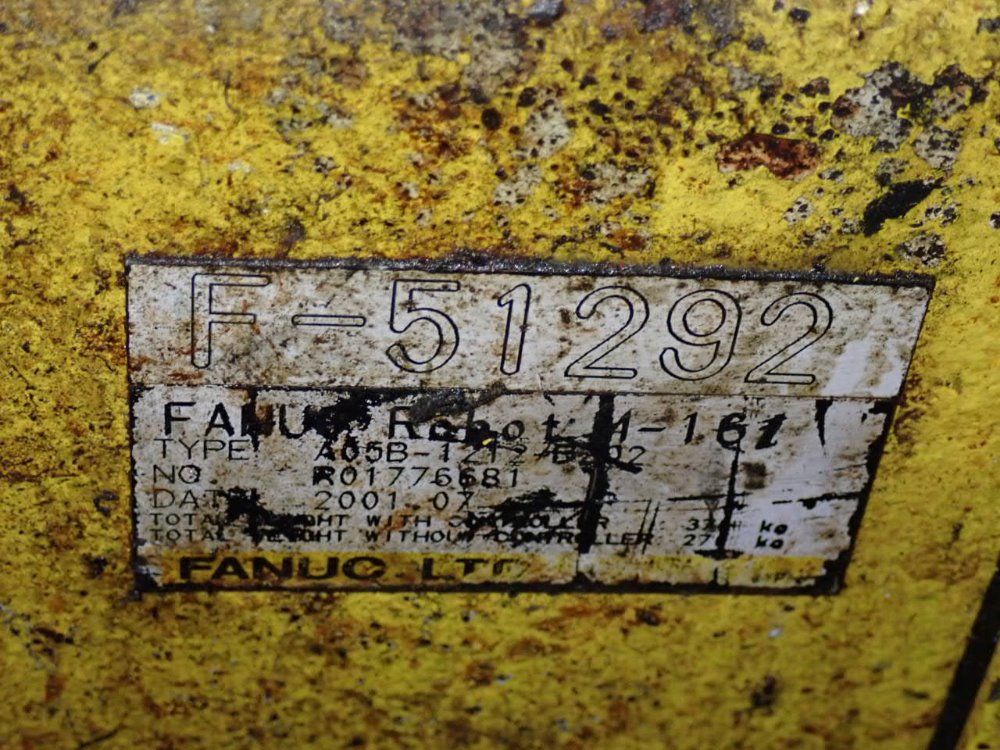 F-51292
FANUC Robot M-16i
TYPE A05B-1212-B202
NO. R01776681
DATE 2001.07
TOTAL WEIGHT WITH CONTROLLER kg
TOTAL WEIGHT WITHOUT CONTROLLER kg
FANUC LTD